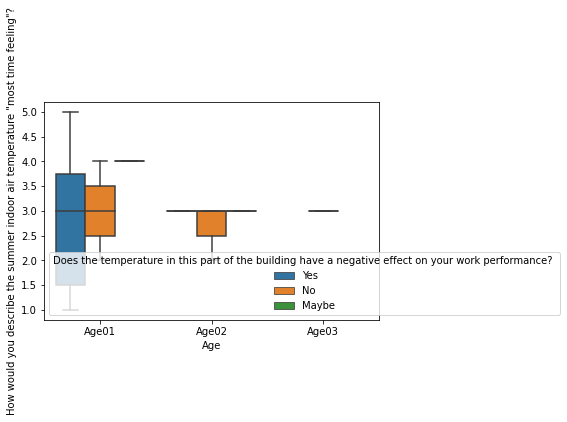 How would you describe the summer indoor air temperature "most time feeling"?
5.0
4.5
4.0
3.5
3.0
2.5
2.0
1.5
1.0
Does the temperature in this part of the building have a negative effect on your work performance?
Yes
No
Maybe
Age01 Age02 Age03
Age